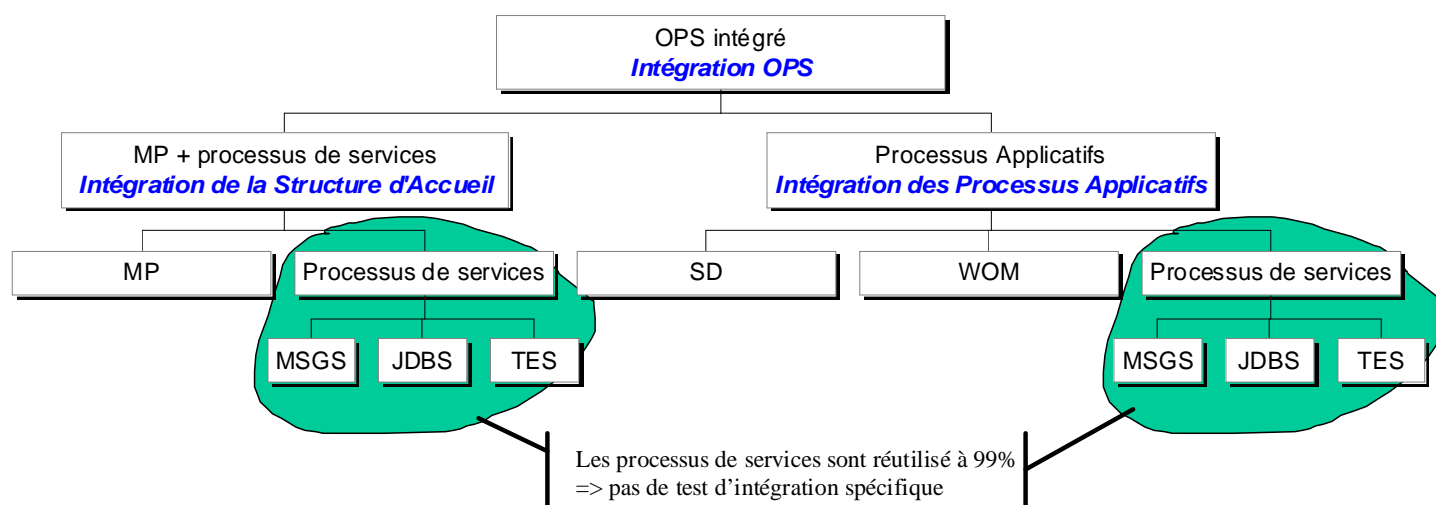 OPS intégré
Intégration OPS
MP + processus de services
Intégration de la Structure d'Accueil
Processus Applicatifs
Intégration des Processus Applicatifs
MP
Processus de services
SD
WOM
Processus de services
MSGS
JDBS
TES
MSGS
JDBS
TES
Les processus de services sont réutilisé à 99%
=> pas de test d’intégration spécifique